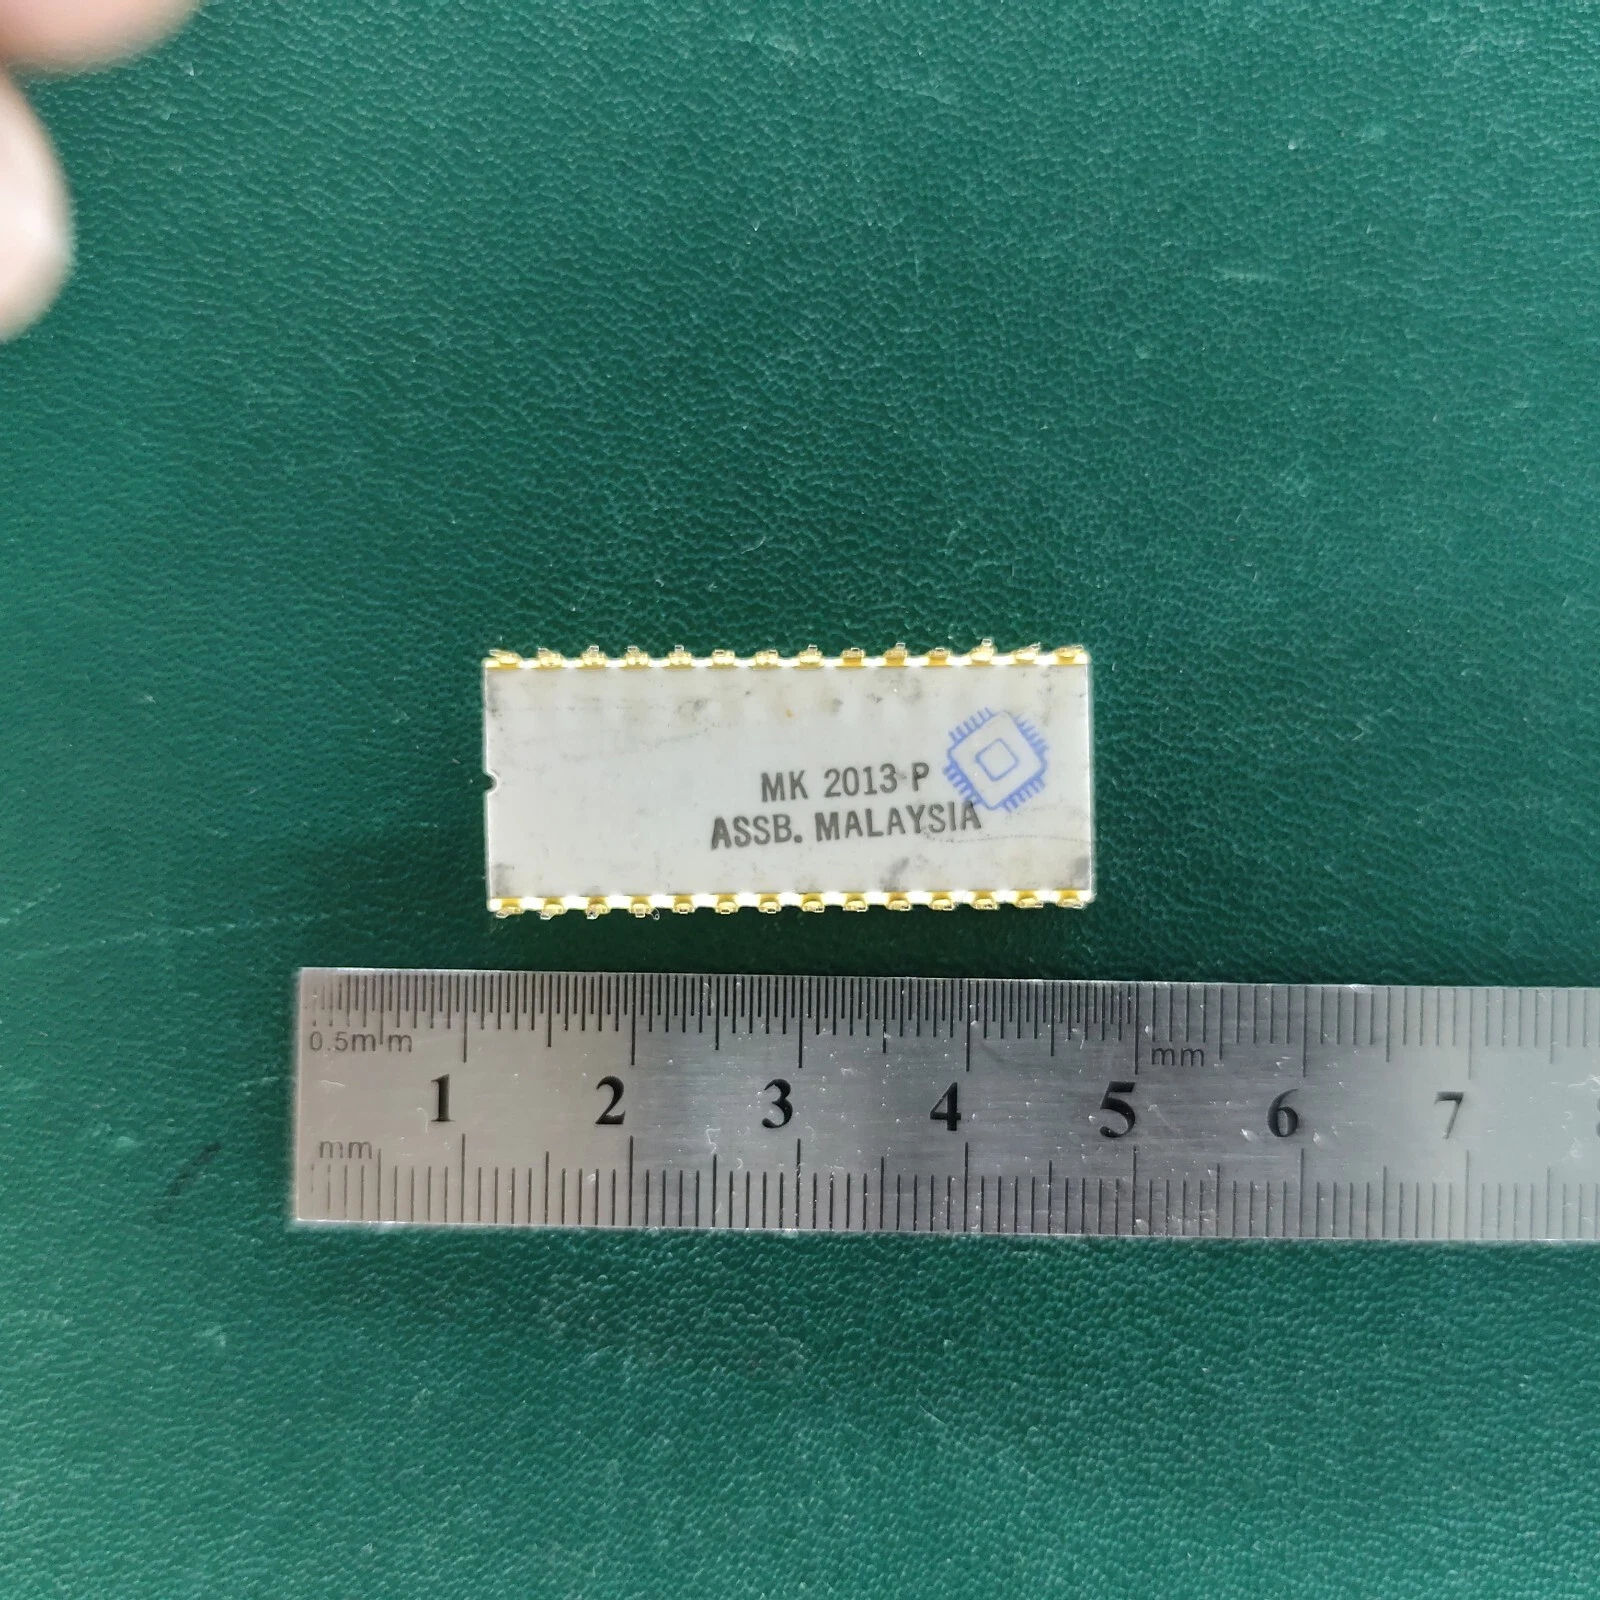 MK 2013 P
ASSB. MALAYSIA
0.5mm
mm
1 2 3 4 5 6 7
mm